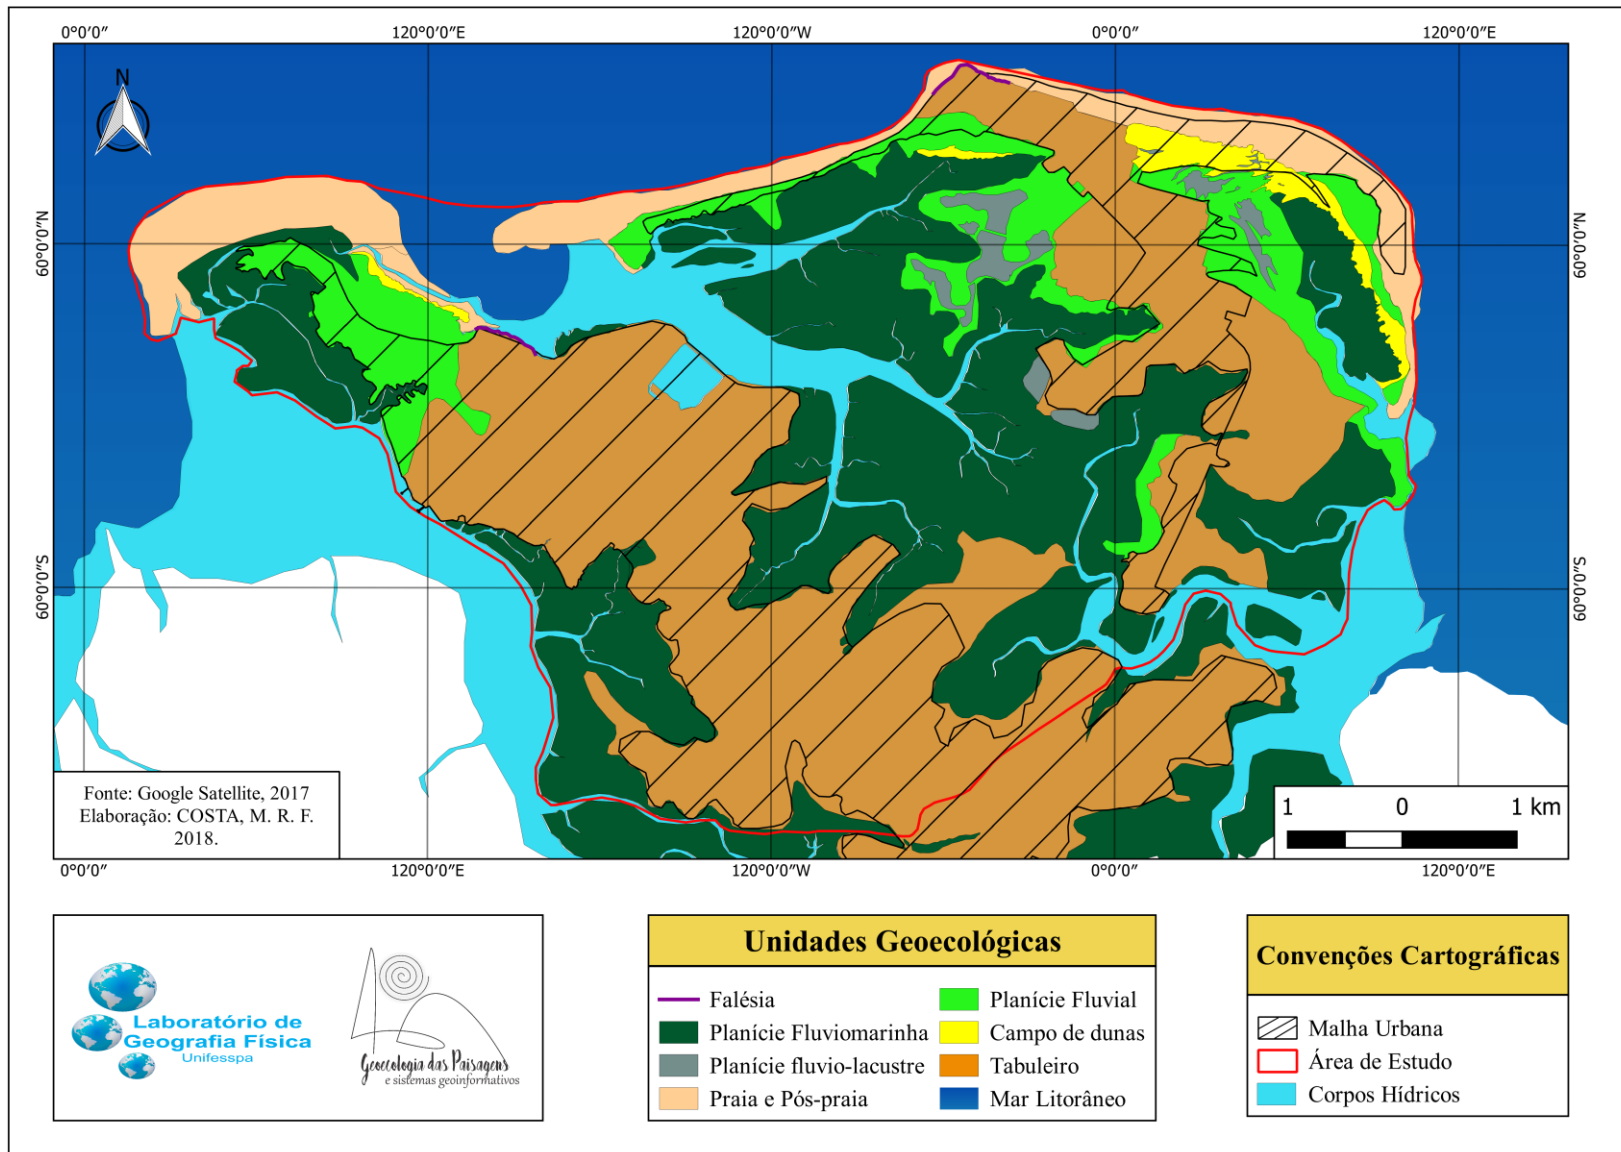 0°0′0″
120°0′0″E
120°0′0″W
0°0′0″
120°0′0″E
N
60°0′0″N
60°0′0″N
60°0′0″S
60°0′0″S
Fonte: Google Satellite, 2017
Elaboração: COSTA, M. R. F.
2018.
1 0 1 km
0°0′0″
120°0′0″E
120°0′0″W
0°0′0″
120°0′0″E
Laboratório de
Geografia Física
Unifesspa
Geoecologia das Paisagens
e sistemas geoinformativos
Unidades Geoecológicas
Falésia
Planície Fluviomarinha
Planície fluvio-lacustre
Praia e Pós-praia
Planície Fluvial
Campo de dunas
Tabuleiro
Mar Litorâneo
Convenções Cartográficas
Malha Urbana
Área de Estudo
Corpos Hídricos